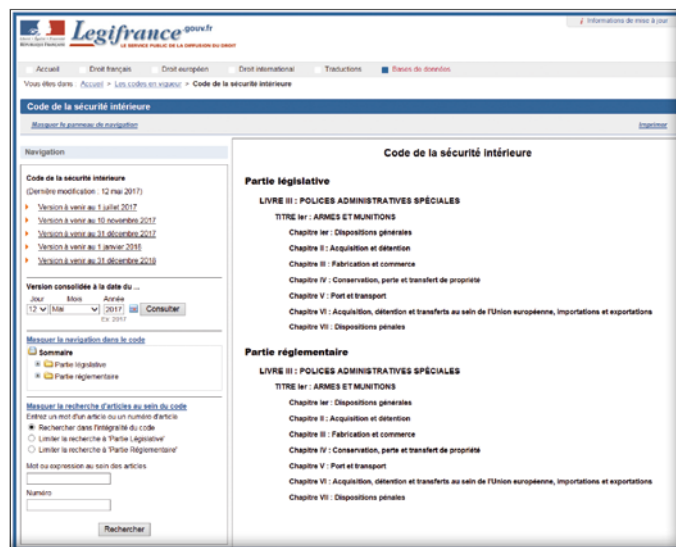 Informations de mise à jour
Legifrance.gouv.fr
RÉPUBLIQUE FRANÇAISE
LE SERVICE PUBLIC DE LA DIFFUSION DU DROIT
Accueil Droit français Droit européen Droit international Traductions Bases de données
Vous êtes dans : Accueil > Les codes en vigueur > Code de la sécurité intérieure
Code de la sécurité intérieure
Masquer le panneau de navigation
Imprimer
Navigation
Code de la sécurité intérieure
(Dernière modification : 12 mai 2017)
Version à venir au 1 juillet 2017
Version à venir au 10 novembre 2017
Version à venir au 31 décembre 2017
Version à venir au 1 janvier 2018
Version à venir au 31 décembre 2018
Version consolidée à la date du ...
Jour Mois Année
12 Mai 2017 Consulter
Ex: 2017
Masquer la navigation dans le code
Sommaire
Partie législative
Partie réglementaire
Masquer la recherche d'articles au sein du code
Entrez un mot d'un article ou un numéro d'article
Rechercher dans l'intégralité du code
Limiter la recherche à 'Partie Législative'
Limiter la recherche à 'Partie Réglementaire'
Mot ou expression au sein des articles
Numéro
Rechercher
Code de la sécurité intérieure
Partie législative
LIVRE III : POLICES ADMINISTRATIVES SPÉCIALES
TITRE Ier : ARMES ET MUNITIONS
Chapitre Ier : Dispositions générales
Chapitre II : Acquisition et détention
Chapitre III : Fabrication et commerce
Chapitre IV : Conservation, perte et transfert de propriété
Chapitre V : Port et transport
Chapitre VI : Acquisition, détention et transferts au sein de l'Union européenne, importations et exportations
Chapitre VII : Dispositions pénales
Partie réglementaire
LIVRE III : POLICES ADMINISTRATIVES SPÉCIALES
TITRE Ier : ARMES ET MUNITIONS
Chapitre Ier : Dispositions générales
Chapitre II : Acquisition et détention
Chapitre III : Fabrication et commerce
Chapitre IV : Conservation, perte et transfert de propriété
Chapitre V : Port et transport
Chapitre VI : Acquisition, détention et transferts au sein de l'Union européenne, importations et exportations
Chapitre VII : Dispositions pénales